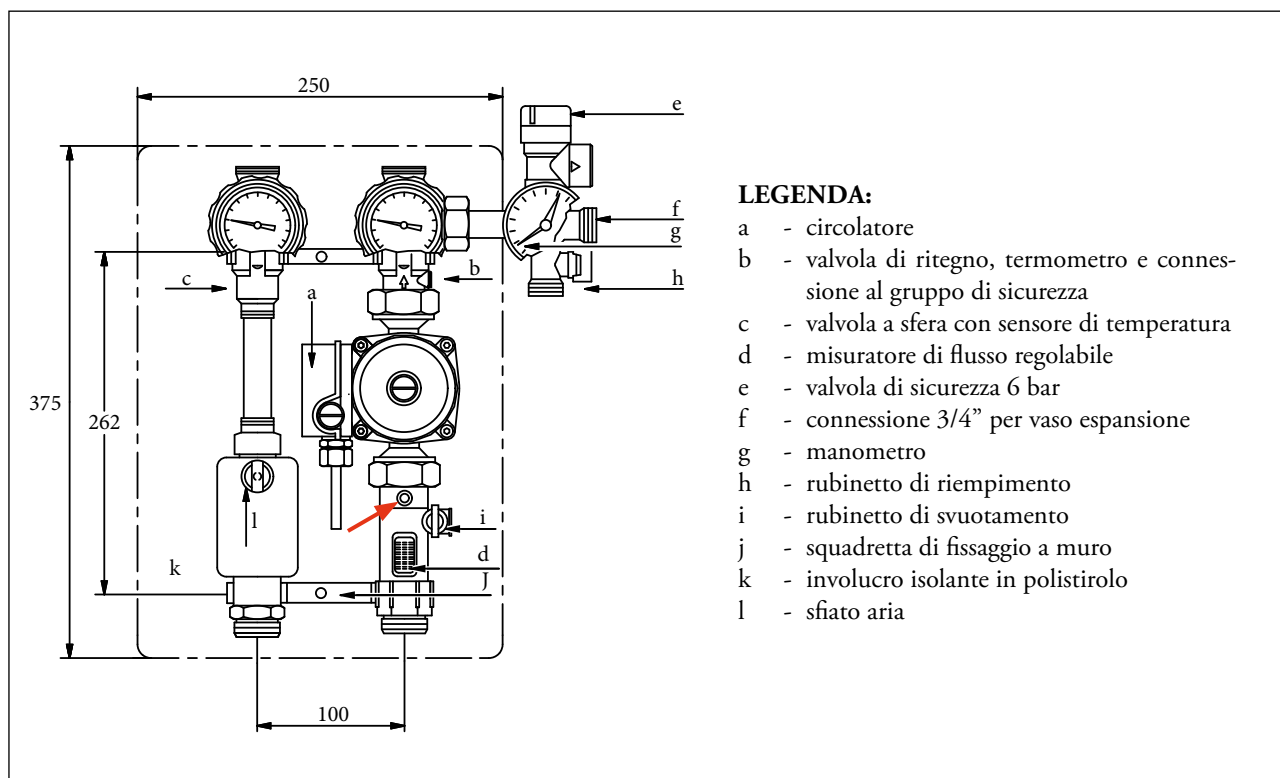 250
e
f
g
h
b
c
a
375
262
l
i
k
d
J
100
LEGENDA:
a - circolatore
b - valvola di ritegno, termometro e connes-
sione al gruppo di sicurezza
c - valvola a sfera con sensore di temperatura
d - misuratore di flusso regolabile
e - valvola di sicurezza 6 bar
f - connessione 3/4” per vaso espansione
g - manometro
h - rubinetto di riempimento
i - rubinetto di svuotamento
j - squadretta di fissaggio a muro
k - involucro isolante in polistirolo
l - sfiato aria